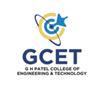 GCET
G H PATEL COLLEGE OF
ENGINEERING & TECHNOLOGY